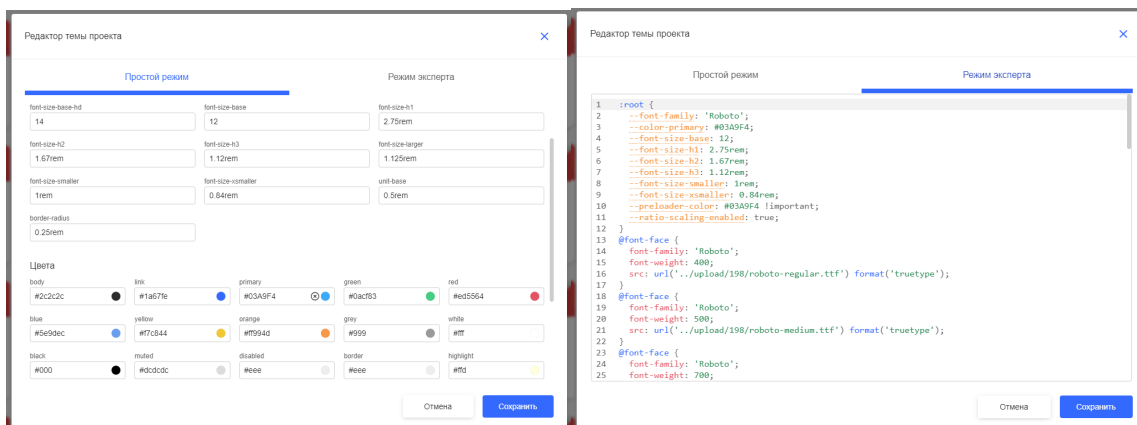 Редактор темы проекта
Простой режим Режим эксперта
font-size-base-hd font-size-base font-size-h1
14 12 2.75rem
font-size-h2 font-size-h3 font-size-larger
1.67rem 1.12rem 1.125rem
font-size-smaller font-size-xsmaller unit-base
1rem 0.84rem 0.5rem
border-radius
0.25rem
Цвета
body link primary green red
#2c2c2c #1a67fe #03A9F4 #0acf83 #ed5564
blue yellow orange grey white
#5e9dec #f7c844 #ff994d #999 #fff
black muted disabled border highlight
#000 #dcdcdc #eee #eee #ffd
Отмена Сохранить
Редактор темы проекта
Простой режим Режим эксперта
1 :root {
2 --font-family: 'Roboto';
3 --color-primary: #03A9F4;
4 --font-size-base: 12;
5 --font-size-h1: 2.75rem;
6 --font-size-h2: 1.67rem;
7 --font-size-h3: 1.12rem;
8 --font-size-smaller: 1rem;
9 --font-size-xsmaller: 0.84rem;
10 --preloader-color: #03A9F4 !important;
11 --ratio-scaling-enabled: true;
12 }
13 @font-face {
14 font-family: 'Roboto';
15 font-weight: 400;
16 src: url('../upload/198/roboto-regular.ttf') format('truetype');
17 }
18 @font-face {
19 font-family: 'Roboto';
20 font-weight: 500;
21 src: url('../upload/198/roboto-medium.ttf') format('truetype');
22 }
23 @font-face {
24 font-family: 'Roboto';
25 font-weight: 700;
Отмена Сохранить